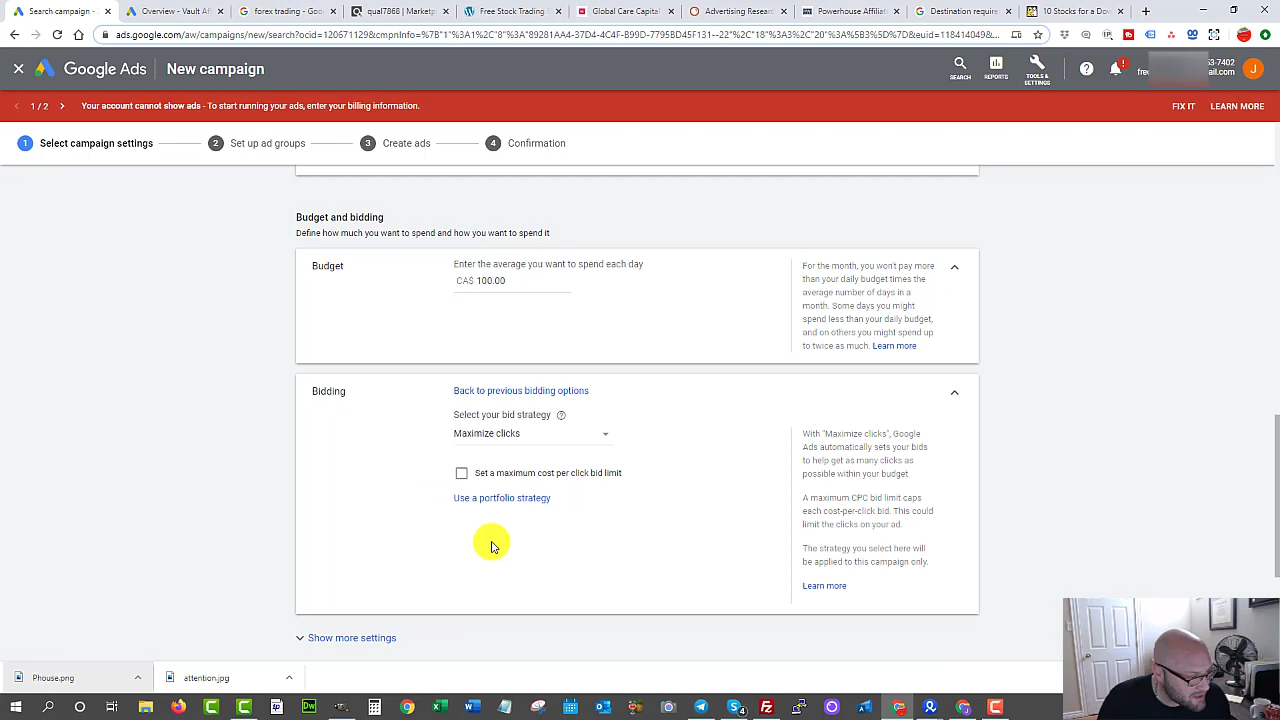 Search campaign -
Overview - Vault Af
forex trading - Goo
qual7868 | Marketp
Free Stock Trading
Global Care Capital
Advertising Resear
Powerhouse Affiliat
Destination require
10 Stocks for a Dow
ads.google.com/aw/campaigns/new/search?ocid=120671129&cmpnInfo=%7B"1"%3A1%2C"8"%3A"89281AA4-37D4-4C4F-B99D-7795BD45F131--22"%2C"18"%3A3%2C"20"%3A%5B3%5D%7D&euid=1184140498
Google Ads
New campaign
SEARCH
REPORTS
TOOLS &
SETTINGS
53-7402
free
mail.com
J
1 / 2
Your account cannot show ads - To start running your ads, enter your billing information.
FIX IT
LEARN MORE
1 Select campaign settings
2 Set up ad groups
3 Create ads
4 Confirmation
Budget and bidding
Define how much you want to spend and how you want to spend it
Budget
Enter the average you want to spend each day
CA$ 100.00
For the month, you won't pay more
than your daily budget times the
average number of days in a
month. Some days you might
spend less than your daily budget,
and on others you might spend up
to twice as much. Learn more
Bidding
Back to previous bidding options
Select your bid strategy
Maximize clicks
Set a maximum cost per click bid limit
Use a portfolio strategy
With "Maximize clicks", Google
Ads automatically sets your bids
to help get as many clicks as
possible within your budget
A maximum CPC bid limit caps
each cost-per-click bid. This could
limit the clicks on your ad.
The strategy you select here will
be applied to this campaign only.
Learn more
Show more settings
Phouse.png
attention.jpg